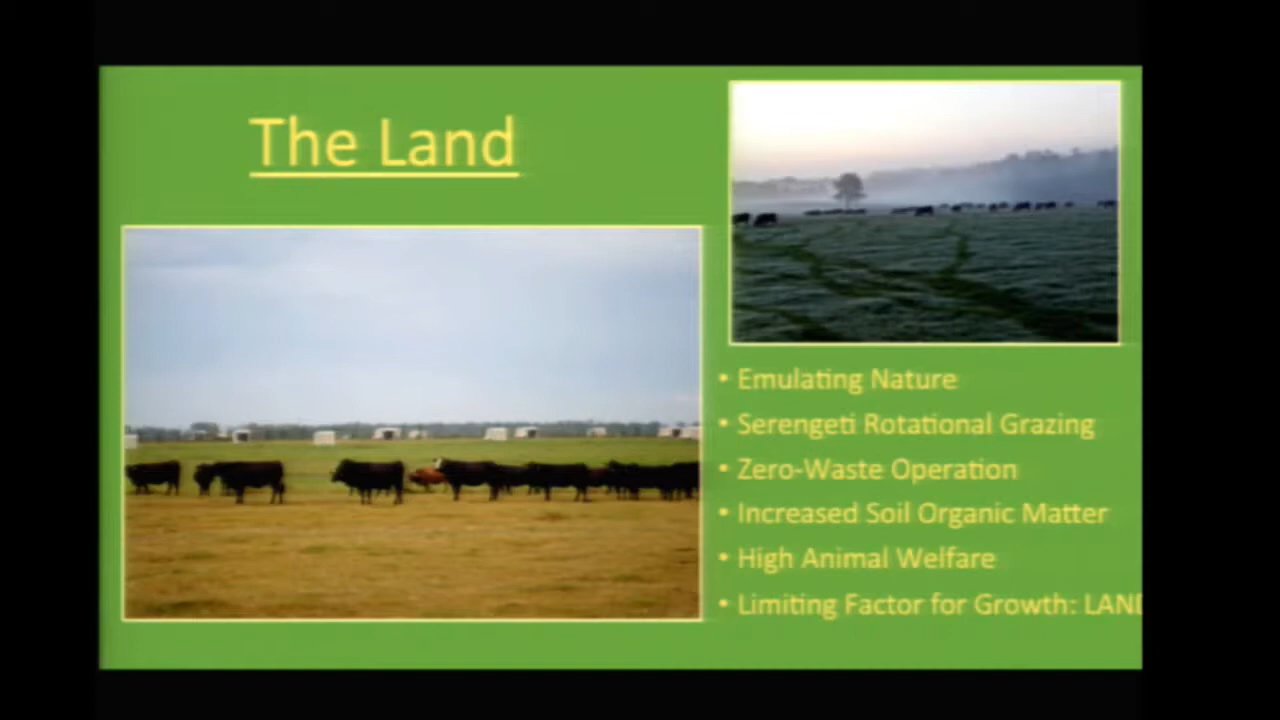 The Land
• Emulating Nature
• Serengeti Rotational Grazing
• Zero-Waste Operation
• Increased Soil Organic Matter
• High Animal Welfare
• Limiting Factor for Growth: LAND